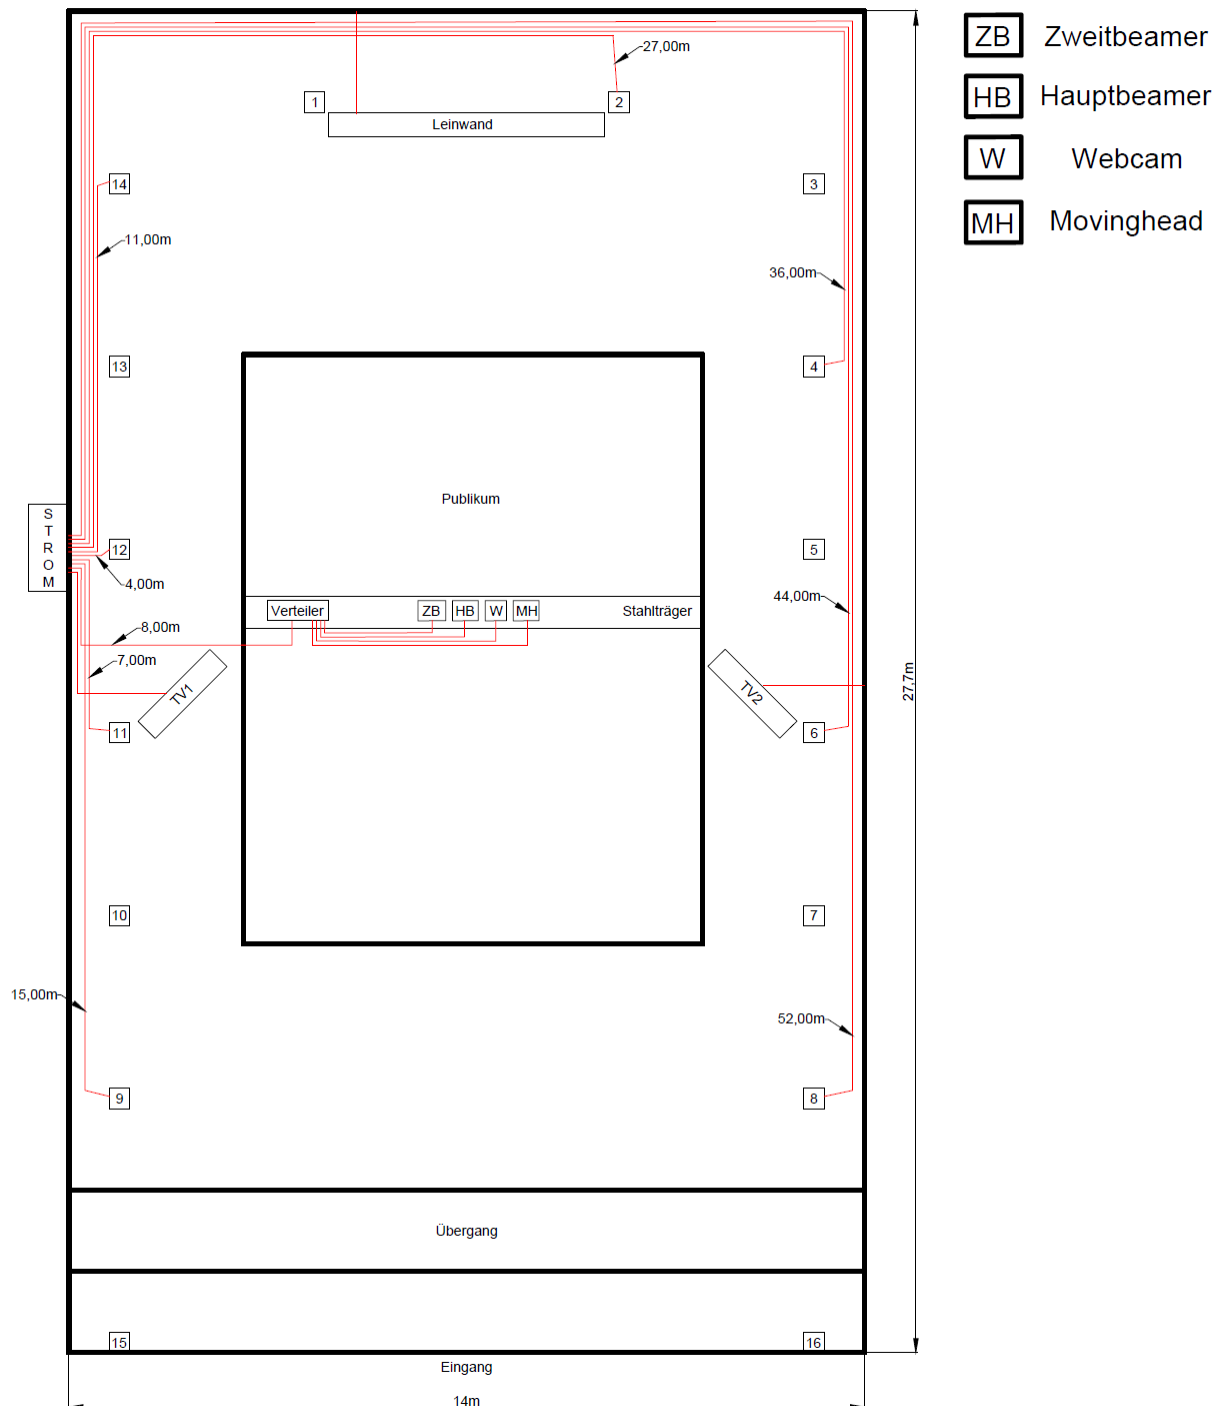 ZB Zweitbeamer
HB Hauptbeamer
W Webcam
MH Movinghead
27,00m
1
2
Leinwand
14
3
11,00m
36,00m
13
4
Publikum
STROM
12
5
4,00m
44,00m
Verteiler
ZB
HB
W
MH
Stahlträger
8,00m
7,00m
TV1
TV2
27,7m
11
6
10
7
15,00m
52,00m
9
8
Übergang
15
16
Eingang
14m